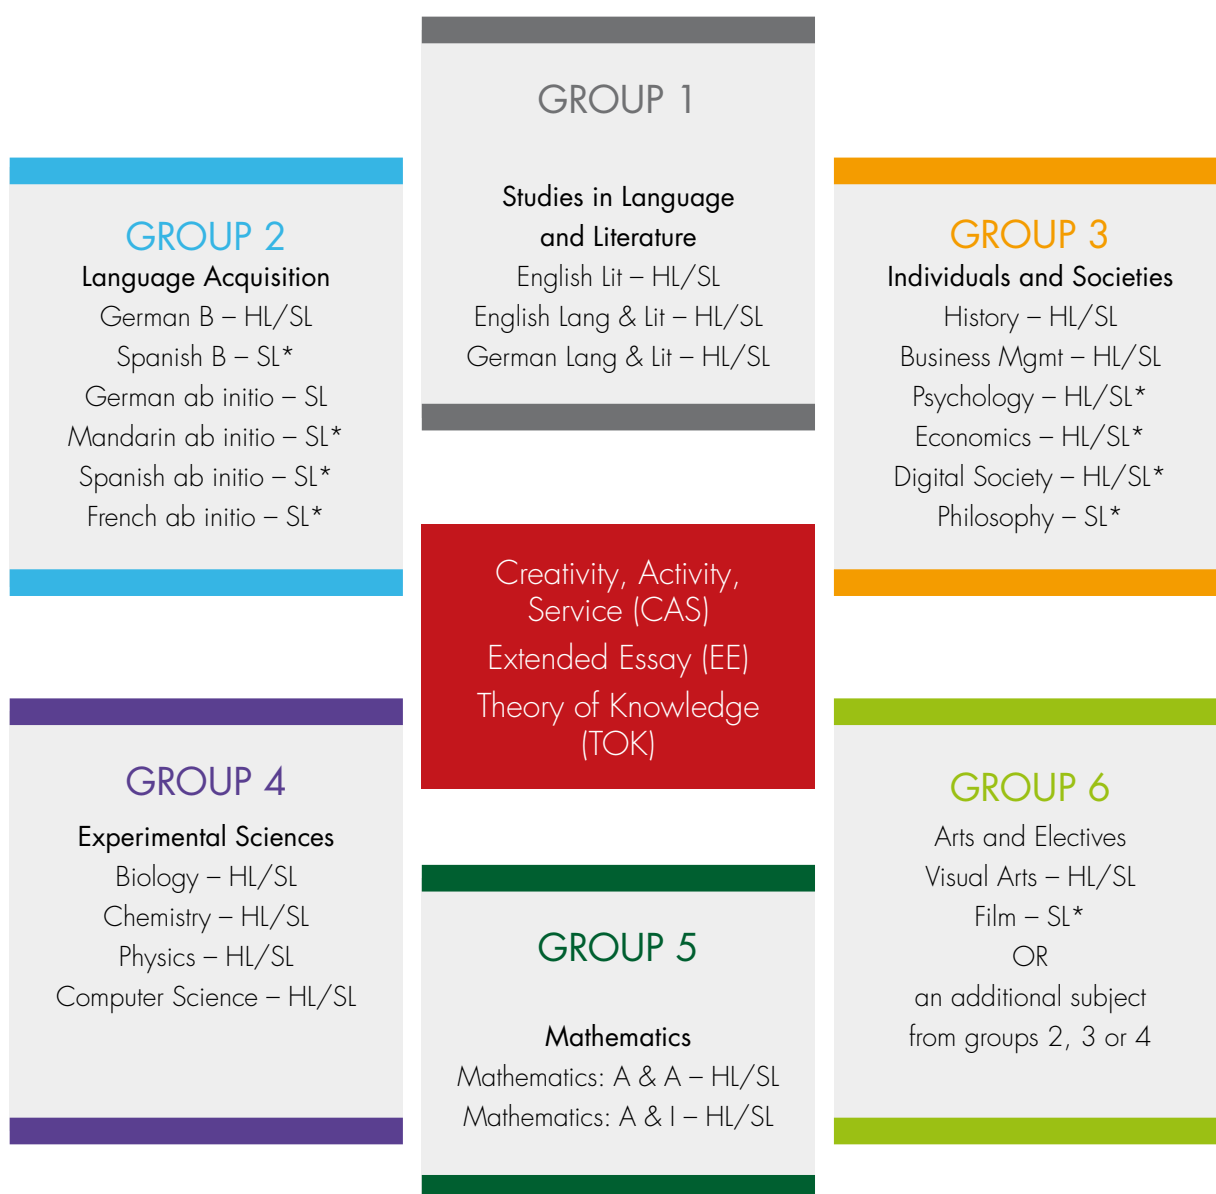 GROUP 1
Studies in Language
and Literature
English Lit – HL/SL
English Lang & Lit – HL/SL
German Lang & Lit – HL/SL
GROUP 2
Language Acquisition
German B – HL/SL
Spanish B – SL*
German ab initio – SL
Mandarin ab initio – SL*
Spanish ab initio – SL*
French ab initio – SL*
GROUP 3
Individuals and Societies
History – HL/SL
Business Mgmt – HL/SL
Psychology – HL/SL*
Economics – HL/SL*
Digital Society – HL/SL*
Philosophy – SL*
Creativity, Activity,
Service (CAS)
Extended Essay (EE)
Theory of Knowledge
(TOK)
GROUP 4
Experimental Sciences
Biology – HL/SL
Chemistry – HL/SL
Physics – HL/SL
Computer Science – HL/SL
GROUP 5
Mathematics
Mathematics: A & A – HL/SL
Mathematics: A & I – HL/SL
GROUP 6
Arts and Electives
Visual Arts – HL/SL
Film – SL*
OR
an additional subject
from groups 2, 3 or 4